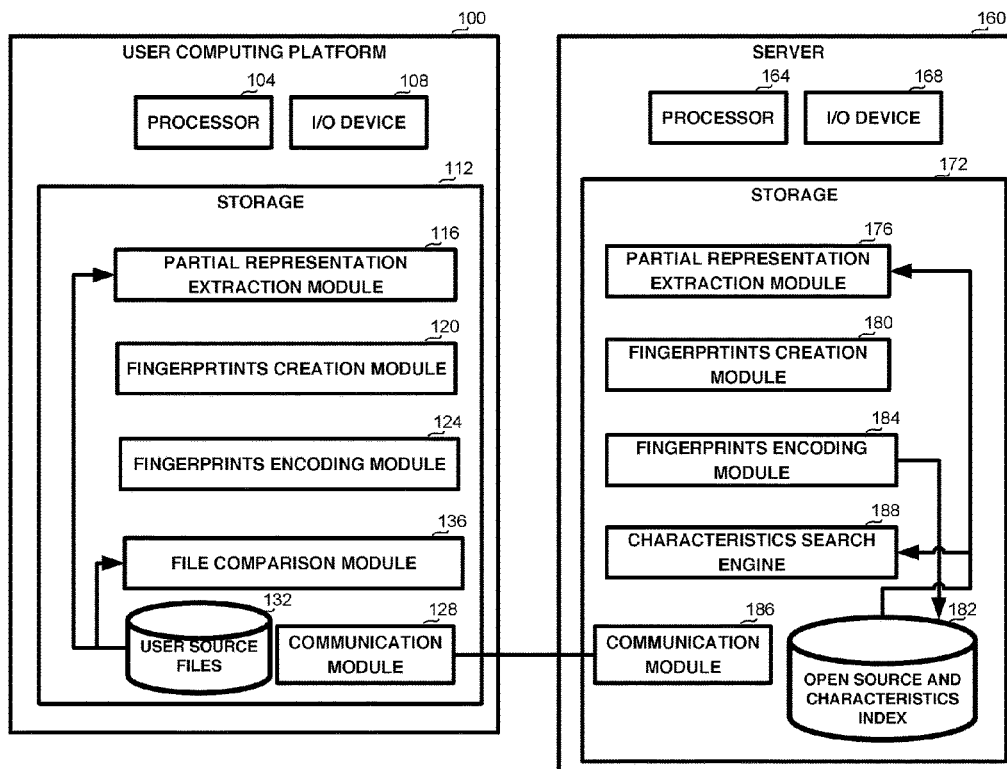 100
USER COMPUTING PLATFORM
104
PROCESSOR
108
I/O DEVICE
112
STORAGE
116
PARTIAL REPRESENTATION
EXTRACTION MODULE
120
FINGERPRTINTS CREATION MODULE
124
FINGERPRINTS ENCODING MODULE
136
FILE COMPARISON MODULE
132
USER SOURCE
FILES
128
COMMUNICATION
MODULE
160
SERVER
164
PROCESSOR
168
I/O DEVICE
172
STORAGE
176
PARTIAL REPRESENTATION
EXTRACTION MODULE
180
FINGERPRTINTS CREATION
MODULE
184
FINGERPRINTS ENCODING
MODULE
188
CHARACTERISTICS SEARCH
ENGINE
186
COMMUNICATION
MODULE
182
OPEN SOURCE AND
CHARACTERISTICS
INDEX